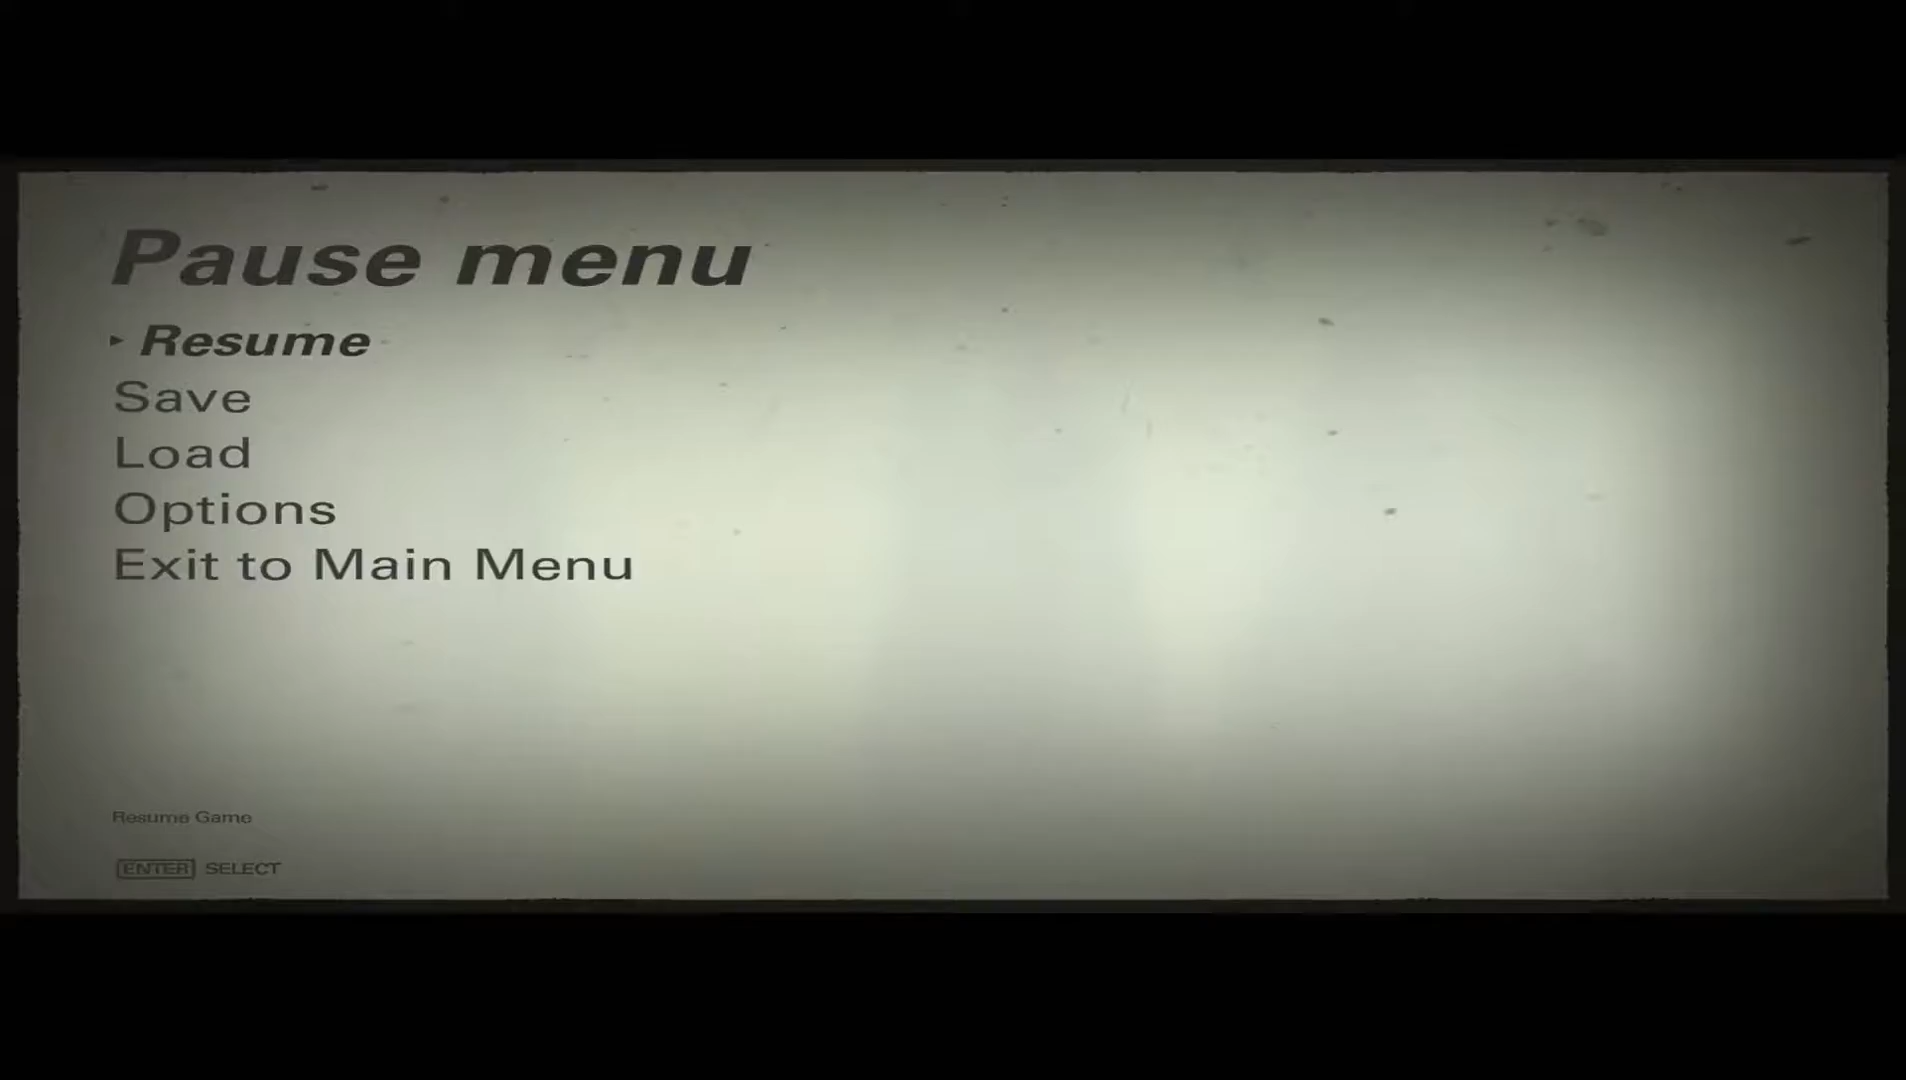 Pause menu
Resume
Save
Load
Options
Exit to Main Menu
Resume Game
ENTER SELECT